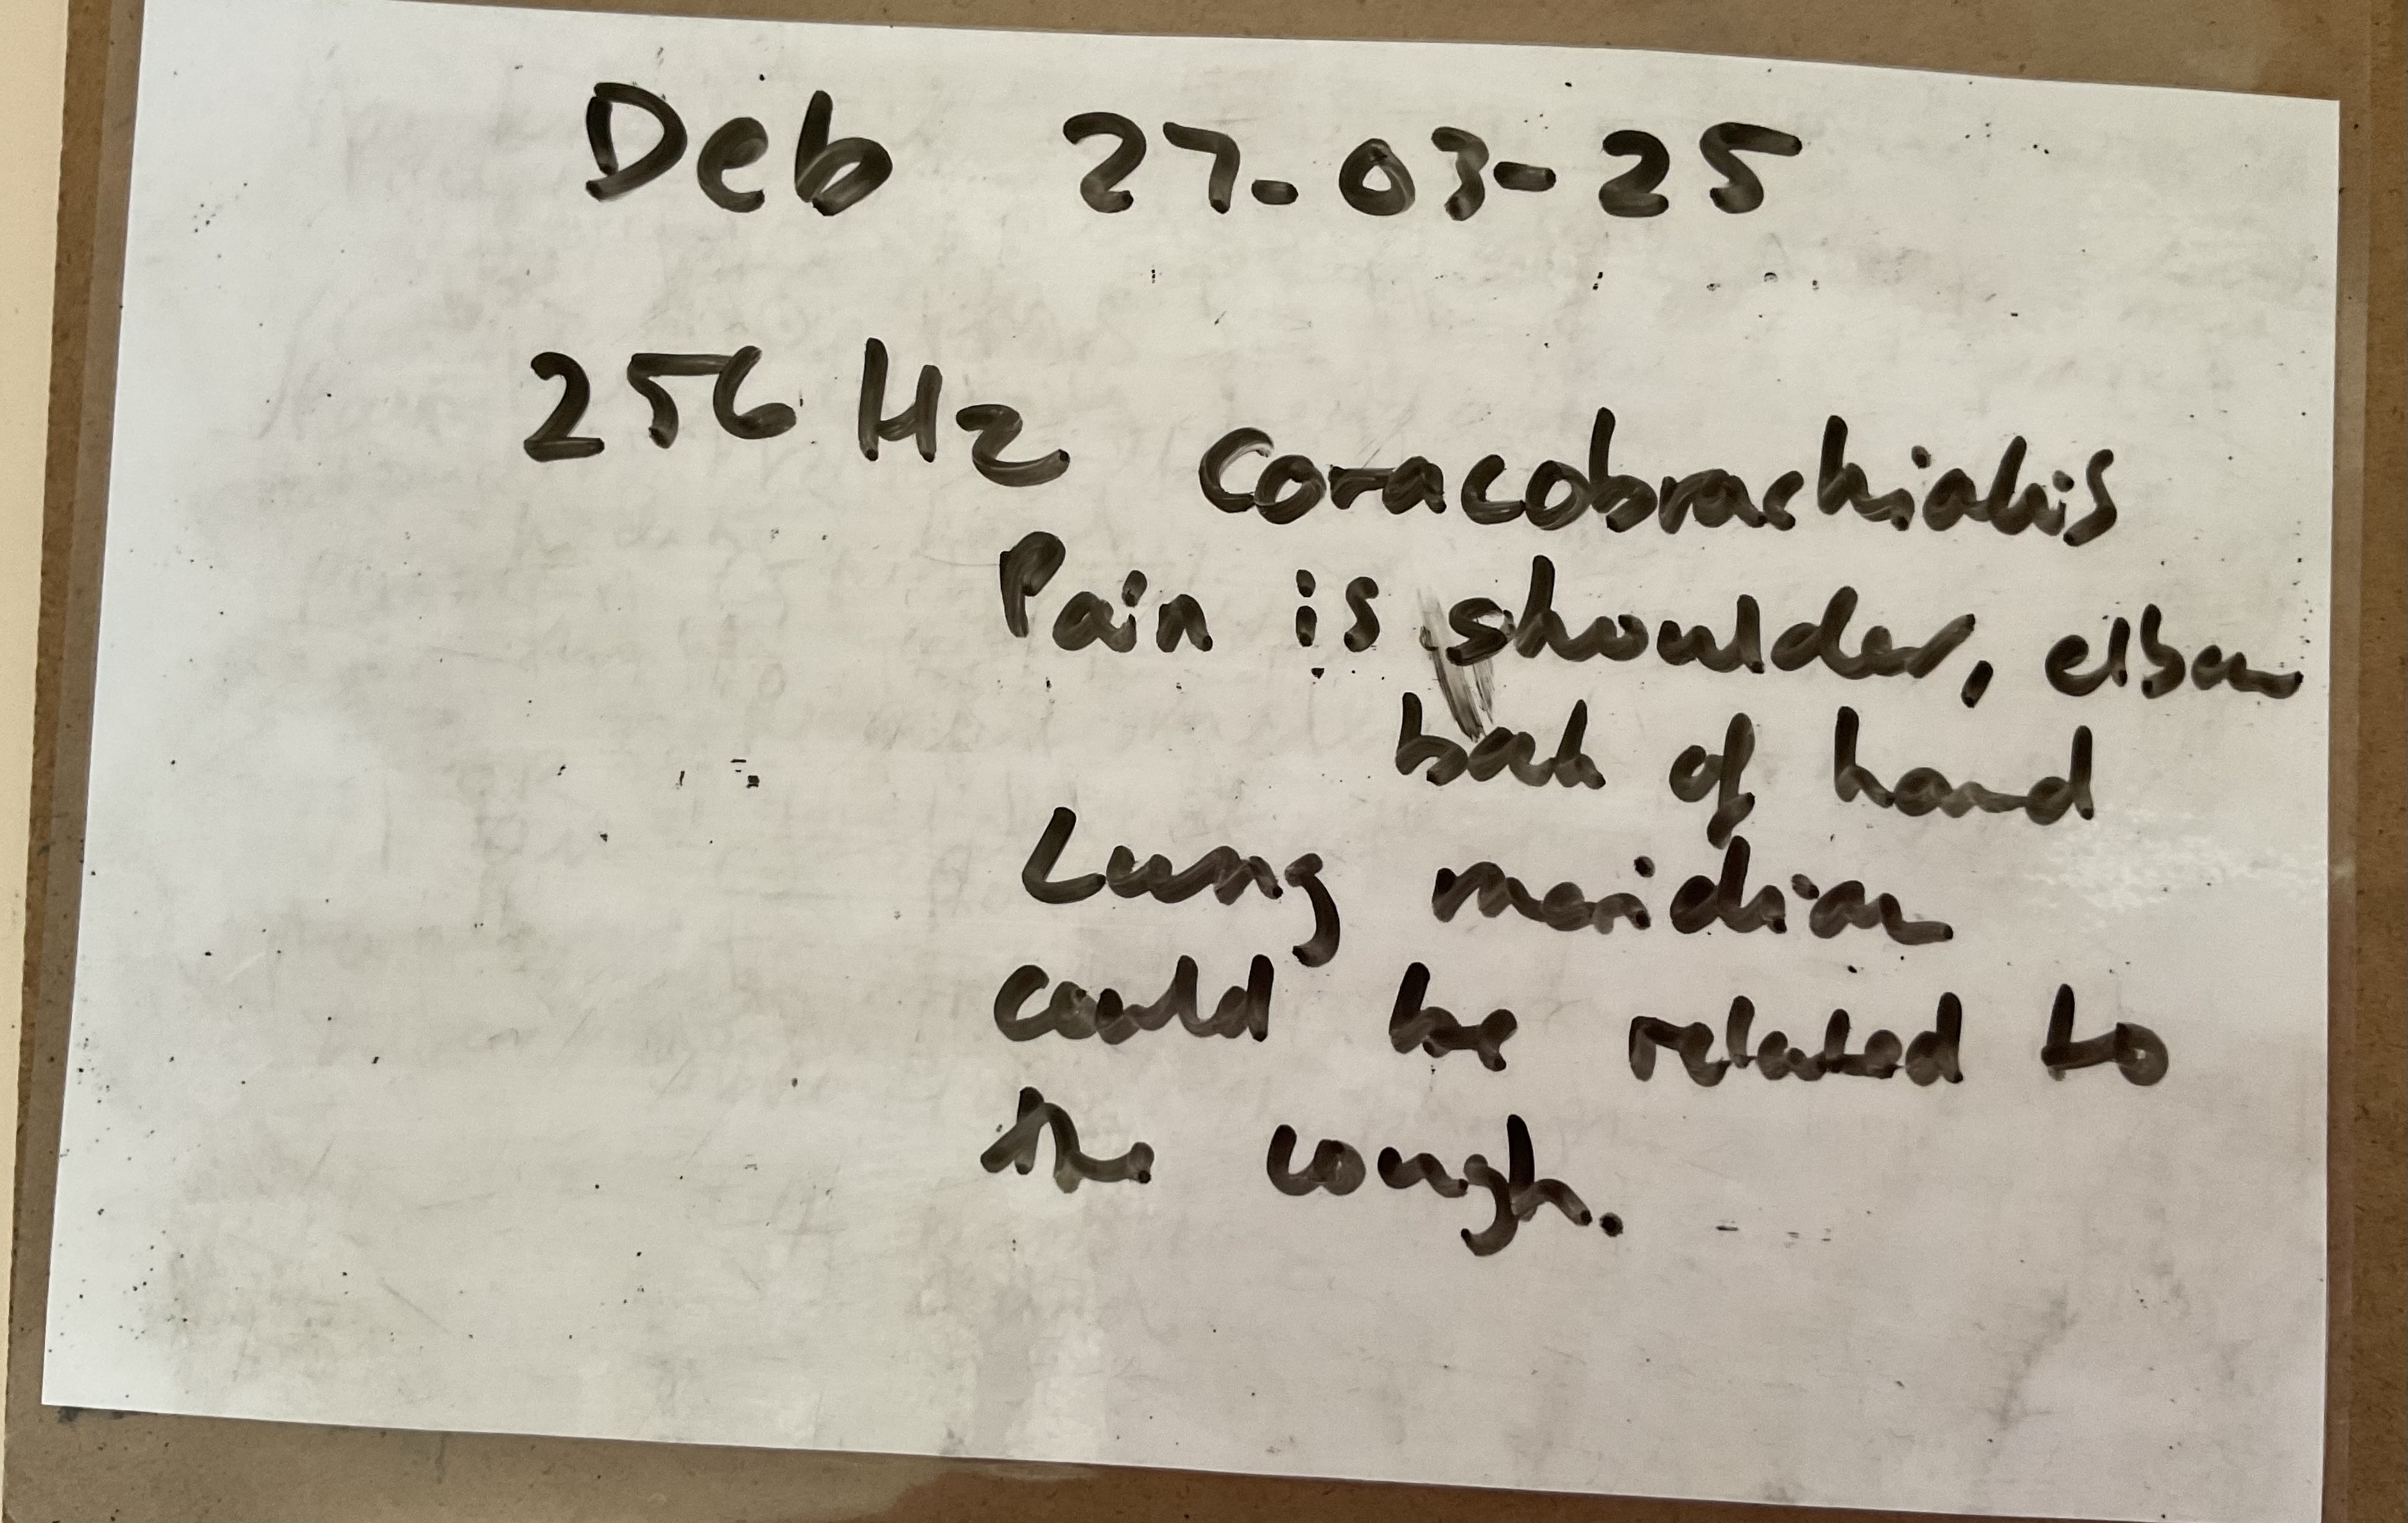 Deb 27-03-25
256 Hz Coracobrachialis
Pain is shoulder, elbow
back of hand
Lung meridian
could be related to
the cough.